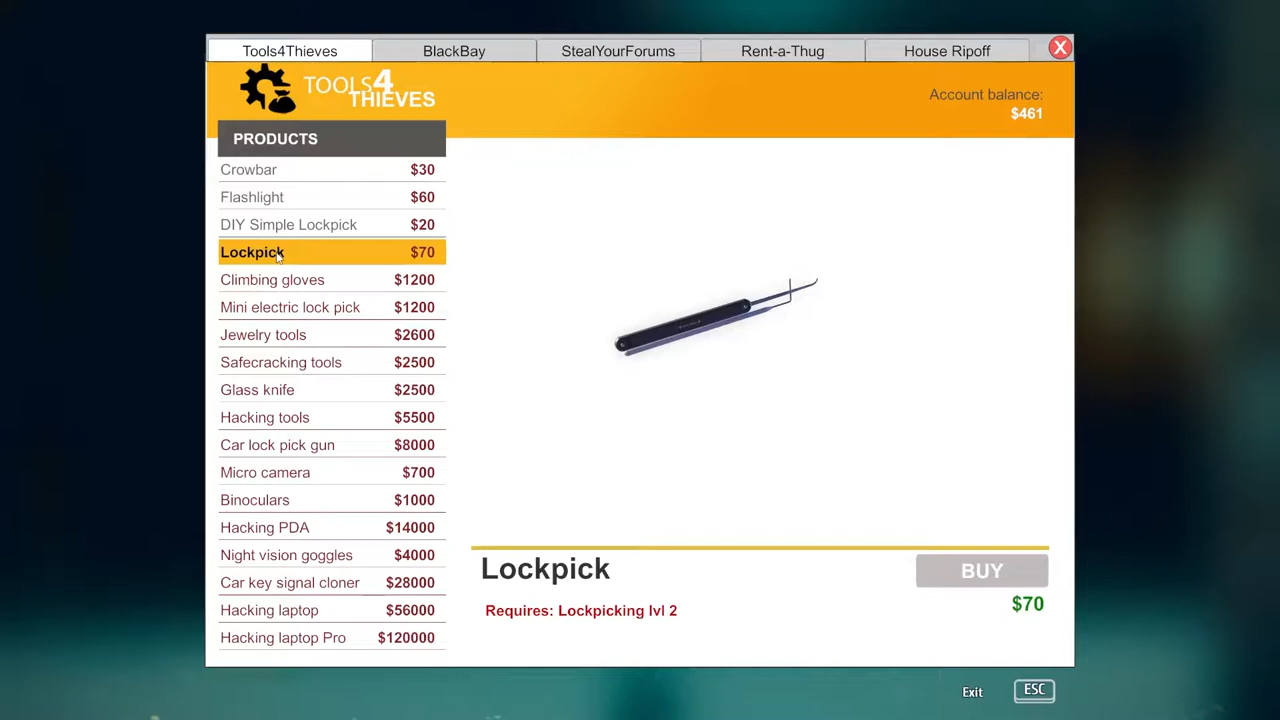 Tools4Thieves BlackBay StealYourForums Rent-a-Thug House Ripoff X
TOOLS4
THIEVES
Account balance:
$461
PRODUCTS
Crowbar $30
Flashlight $60
DIY Simple Lockpick $20
Lockpick $70
Climbing gloves $1200
Mini electric lock pick $1200
Jewelry tools $2600
Safecracking tools $2500
Glass knife $2500
Hacking tools $5500
Car lock pick gun $8000
Micro camera $700
Binoculars $1000
Hacking PDA $14000
Night vision goggles $4000
Car key signal cloner $28000
Hacking laptop $56000
Hacking laptop Pro $120000
Lockpick BUY
Requires: Lockpicking lvl 2 $70
Exit ESC